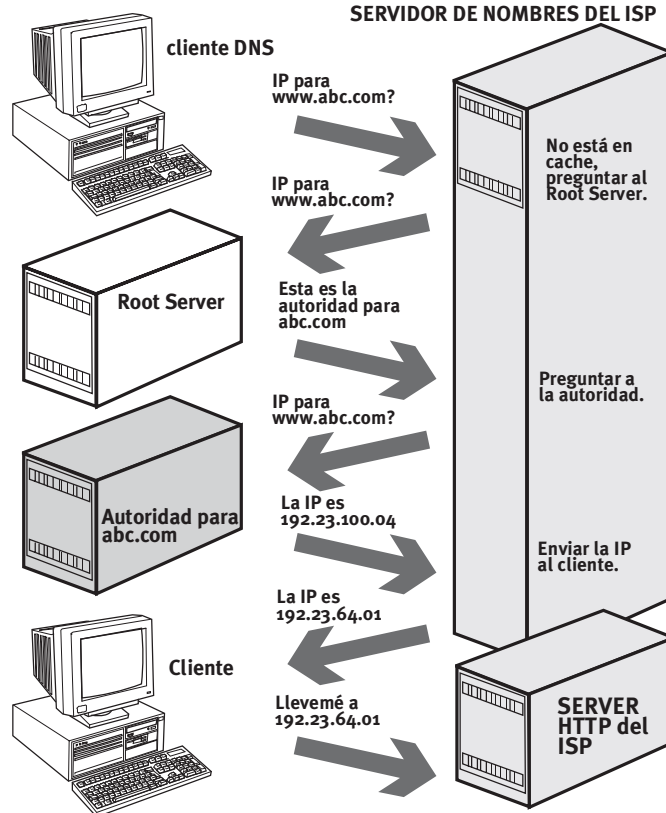 SERVIDOR DE NOMBRES DEL ISP
cliente DNS
IP para
www.abc.com?
No está en
cache,
preguntar al
Root Server.
IP para
www.abc.com?
Root Server
Esta es la
autoridad para
abc.com
Preguntar a
la autoridad.
IP para
www.abc.com?
Autoridad para
abc.com
La IP es
192.23.100.04
Enviar la IP
al cliente.
La IP es
192.23.64.01
Cliente
Llevemé a
192.23.64.01
SERVER
HTTP del
ISP